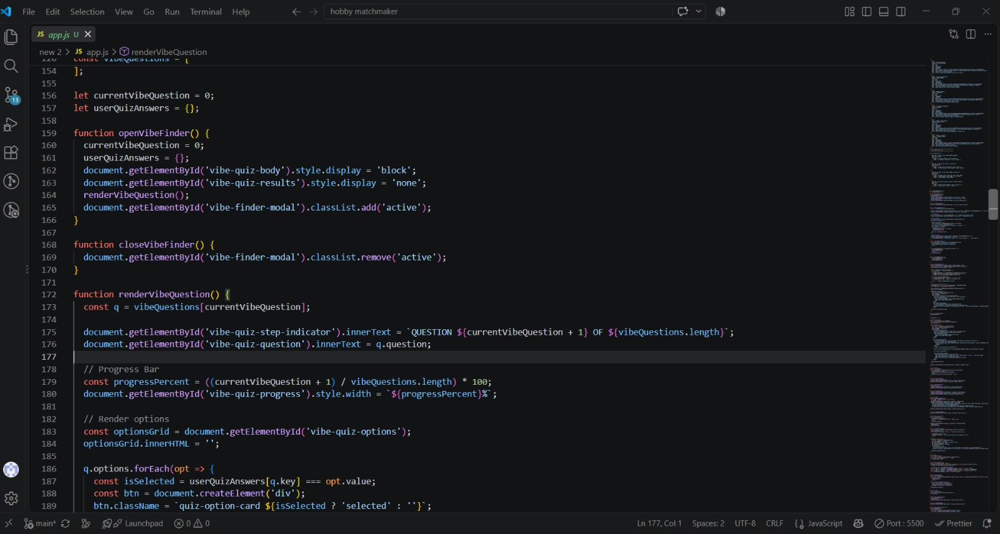 File Edit Selection View Go Run Terminal Help
hobby matchmaker
JS app.js U
new 2 > JS app.js > renderVibeQuestion
126 const vibeQuestions = [
154 ];
155
156 let currentVibeQuestion = 0;
157 let userQuizAnswers = {};
158
159 function openVibeFinder() {
160 currentVibeQuestion = 0;
161 userQuizAnswers = {};
162 document.getElementById('vibe-quiz-body').style.display = 'block';
163 document.getElementById('vibe-quiz-results').style.display = 'none';
164 renderVibeQuestion();
165 document.getElementById('vibe-finder-modal').classList.add('active');
166 }
167
168 function closeVibeFinder() {
169 document.getElementById('vibe-finder-modal').classList.remove('active');
170 }
171
172 function renderVibeQuestion() {
173 const q = vibeQuestions[currentVibeQuestion];
174
175 document.getElementById('vibe-quiz-step-indicator').innerText = `QUESTION ${currentVibeQuestion + 1} OF ${vibeQuestions.length}`;
176 document.getElementById('vibe-quiz-question').innerText = q.question;
177
178 // Progress Bar
179 const progressPercent = ((currentVibeQuestion + 1) / vibeQuestions.length) * 100;
180 document.getElementById('vibe-quiz-progress').style.width = `${progressPercent}%`;
181
182 // Render options
183 const optionsGrid = document.getElementById('vibe-quiz-options');
184 optionsGrid.innerHTML = '';
185
186 q.options.forEach(opt => {
187 const isSelected = userQuizAnswers[q.key] === opt.value;
188 const btn = document.createElement('div');
189 btn.className = `quiz-option-card ${isSelected ? 'selected' : ''}`;
13
main* Launchpad 0 0 Ln 177, Col 1 Spaces: 2 UTF-8 CRLF {} JavaScript Port : 5500 Prettier